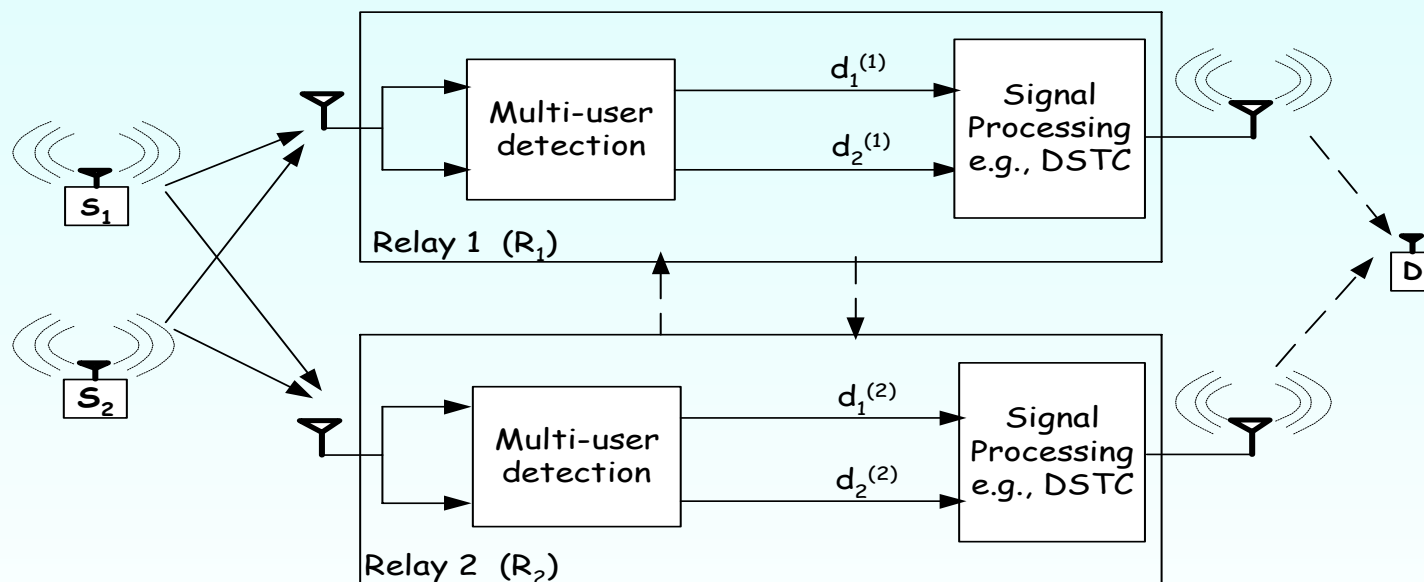 S₁
S₂
Multi-user
detection
d₁⁽¹⁾
d₂⁽¹⁾
Signal
Processing
e.g., DSTC
Relay 1 (R₁)
D
Multi-user
detection
d₁⁽²⁾
d₂⁽²⁾
Signal
Processing
e.g., DSTC
Relay 2 (R₂)